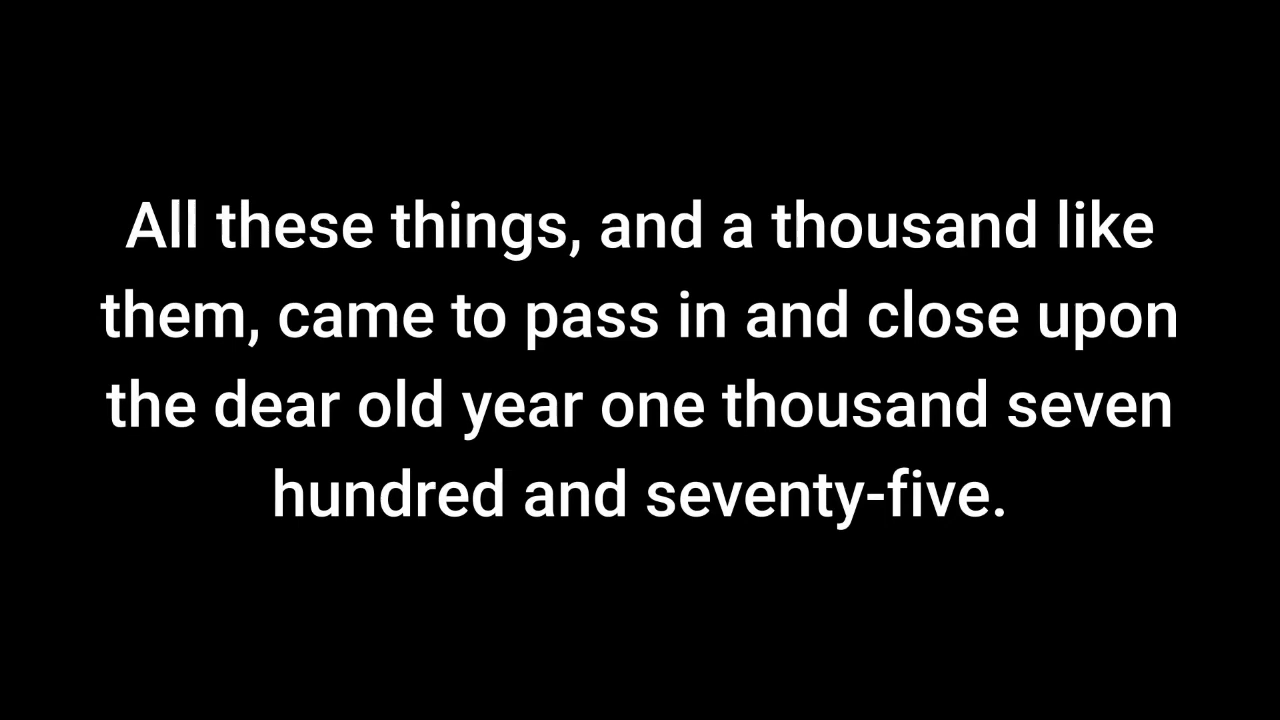 All these things, and a thousand like
them, came to pass in and close upon
the dear old year one thousand seven
hundred and seventy-five.